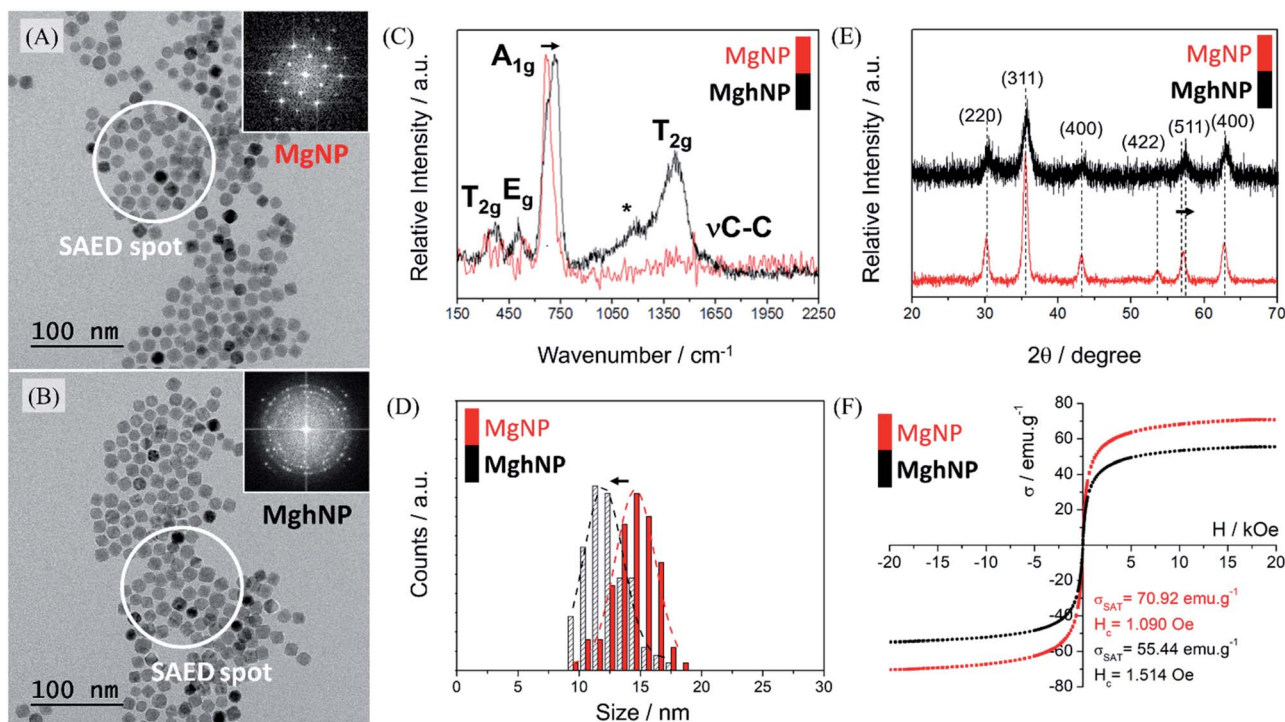 (A)
MgNP
SAED spot
100 nm
(B)
MghNP
SAED spot
100 nm
(C)
Relative Intensity / a.u.
MgNP
MghNP
A1g
T2g
T2g
Eg
*
νC-C
150 450 750 1050 1350 1650 1950 2250
Wavenumber / cm-1
(D)
Counts / a.u.
MgNP
MghNP
0 5 10 15 20 25 30
Size / nm
(E)
Relative Intensity / a.u.
MgNP
MghNP
(311)
(220)
(400)
(422)
(511)
(400)
20 30 40 50 60 70
2θ / degree
(F)
MgNP
MghNP
σ / emu.g-1
80
60
40
20
H / kOe
-20 -15 -10 -5 5 10 15 20
-20
-40
-60
-80
σSAT= 70.92 emu.g-1
Hc= 1.090 Oe
σSAT= 55.44 emu.g-1
Hc= 1.514 Oe